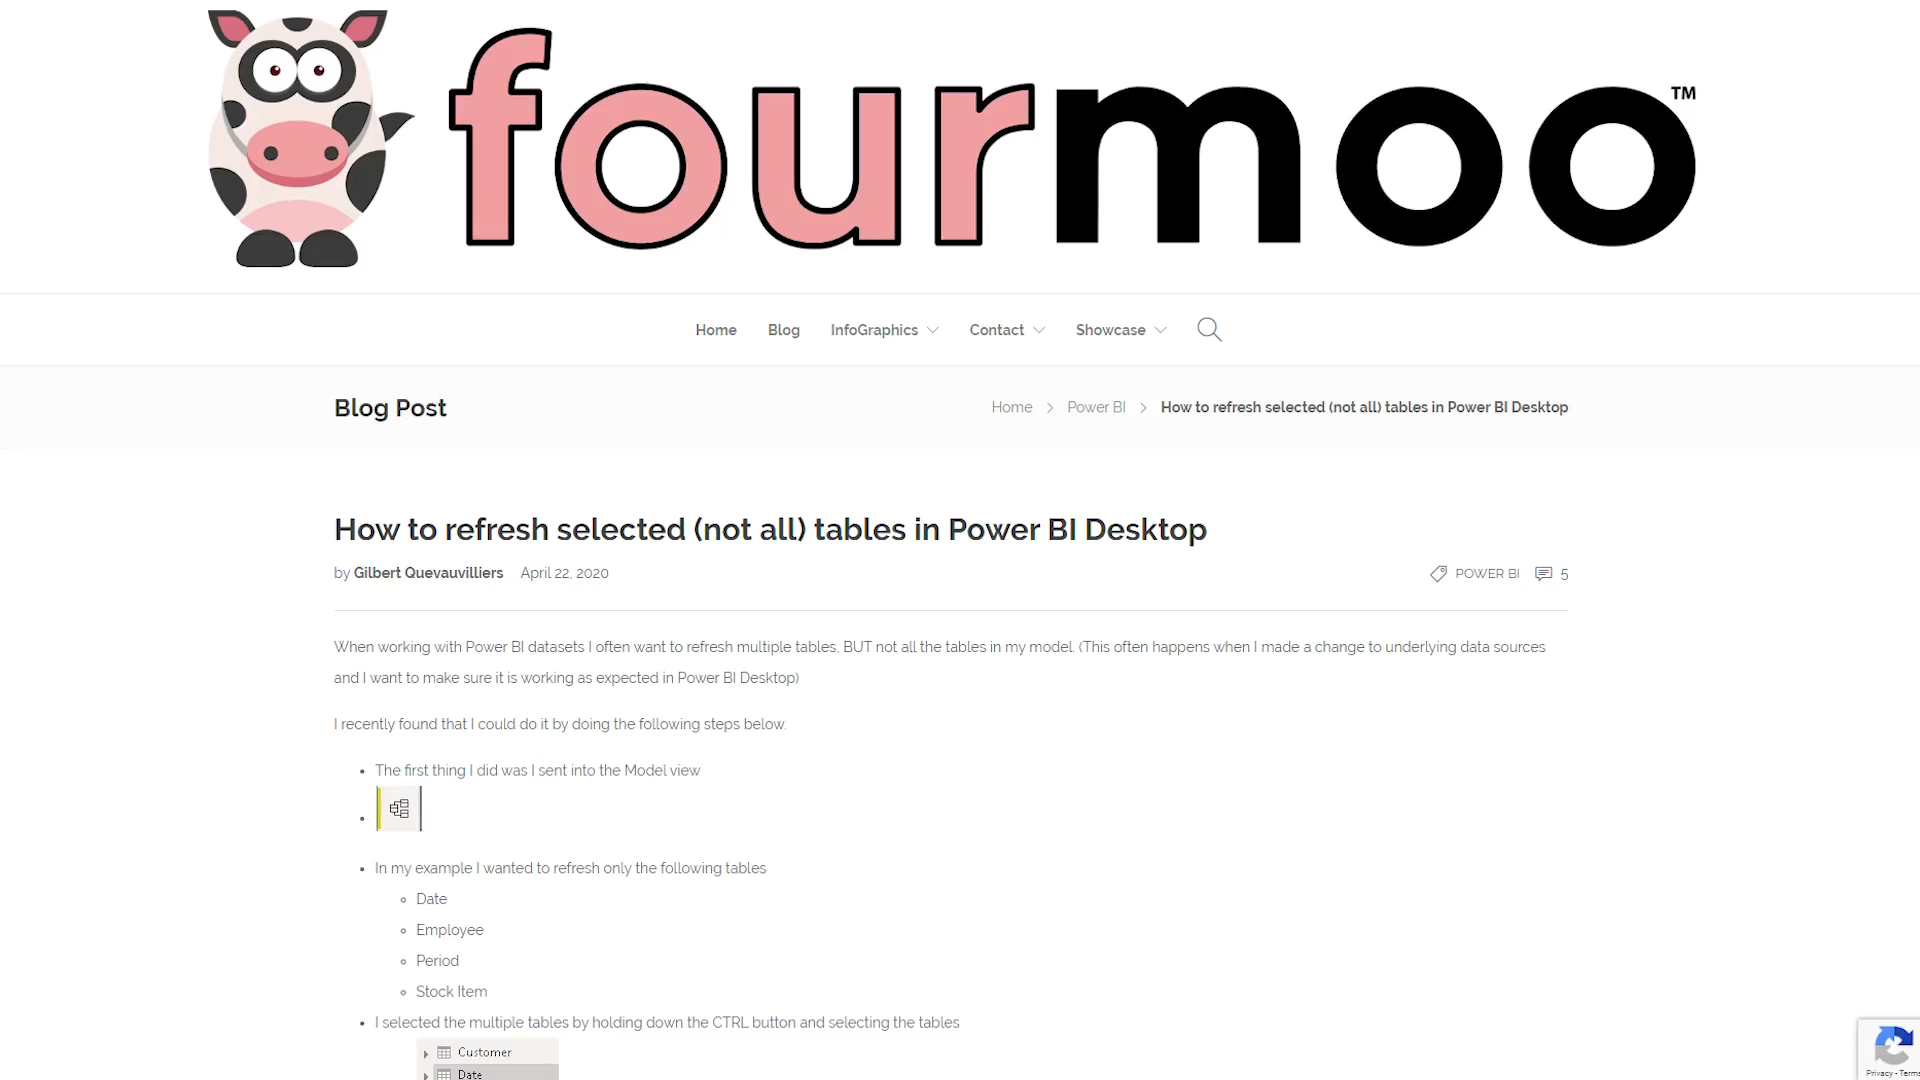 fourmoo™
Home Blog InfoGraphics Contact Showcase
Blog Post
Home Power BI How to refresh selected (not all) tables in Power BI Desktop
How to refresh selected (not all) tables in Power BI Desktop
by Gilbert Quevauvilliers April 22, 2020
POWER BI 5
When working with Power BI datasets I often want to refresh multiple tables, BUT not all the tables in my model. (This often happens when I made a change to underlying data sources
and I want to make sure it is working as expected in Power BI Desktop)
I recently found that I could do it by doing the following steps below.
• The first thing I did was I sent into the Model view
• In my example I wanted to refresh only the following tables
Date
Employee
Period
Stock Item
• I selected the multiple tables by holding down the CTRL button and selecting the tables
Customer
Date
Privacy - Terms